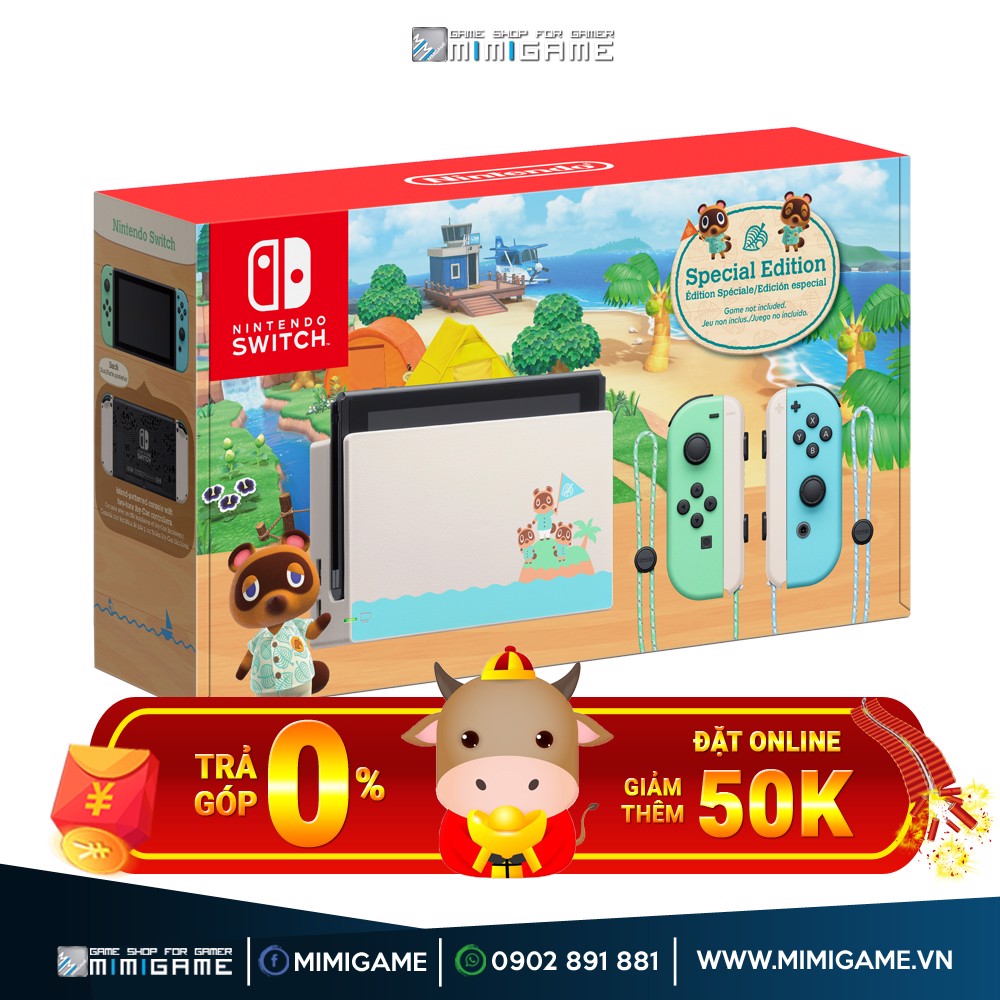 GAME SHOP FOR GAMER
MIMIGAME
Nintendo
Nintendo Switch
NINTENDO
SWITCH
Special Edition
Édition Spéciale/Edición especial
Game not included.
Jeu non inclus./Juego no incluido.
X
Y
A
B
SWITCH
TRẢ
GÓP
0%
ĐẶT ONLINE
GIẢM
THÊM
50K
GAME SHOP FOR GAMER
MIMIGAME
MIMIGAME
0902 891 881
WWW.MIMIGAME.VN